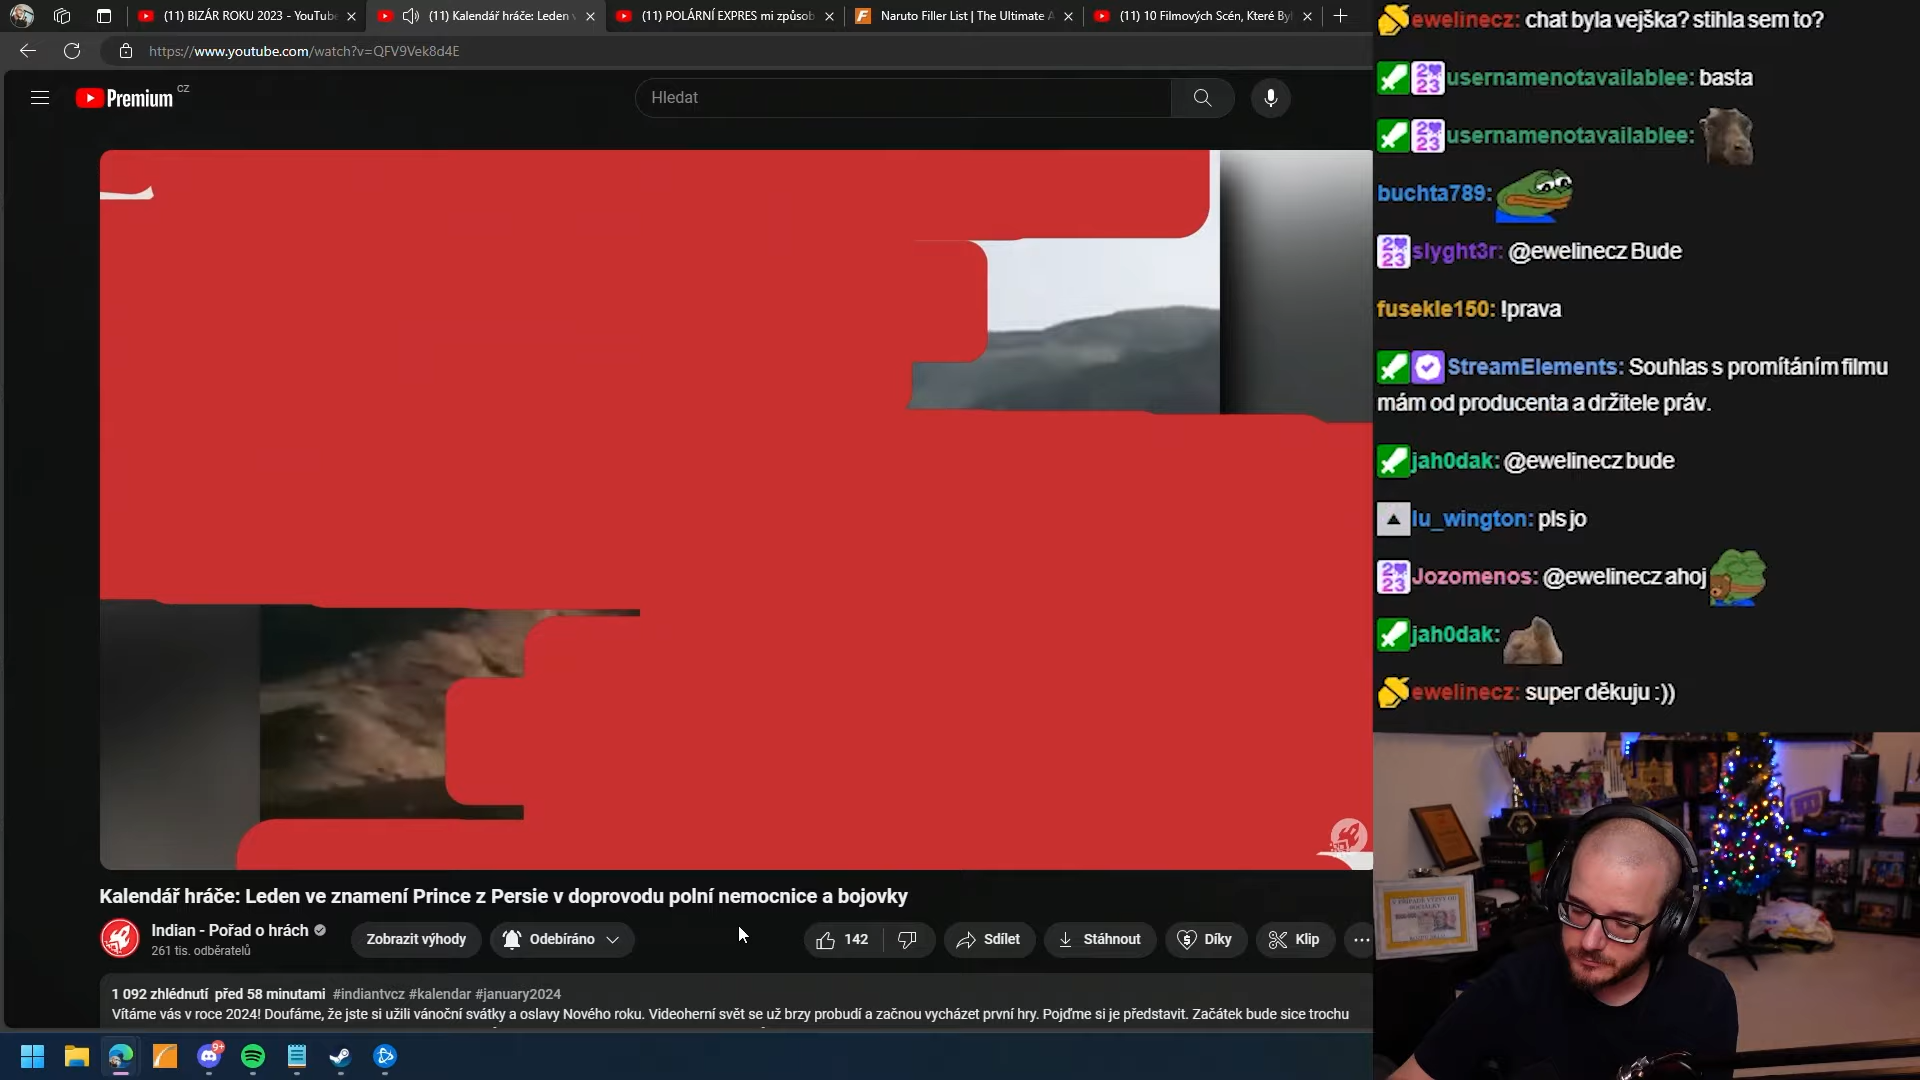 (11) BIZÁR ROKU 2023 - YouTube
(11) Kalendář hráče: Leden v
(11) POLÁRNÍ EXPRES mi způsob
Naruto Filler List | The Ultimate A
(11) 10 Filmových Scén, Které By
https://www.youtube.com/watch?v=QFV9Vek8d4E
Premium CZ
Hledat
Kalendář hráče: Leden ve znamení Prince z Persie v doprovodu polní nemocnice a bojovky
Indian - Pořad o hrách
261 tis. odběratelů
Zobrazit výhody
Odebíráno
142
Sdílet
Stáhnout
Díky
Klip
1 092 zhlédnutí před 58 minutami #indiantvcz #kalendar #january2024
Vítáme vás v roce 2024! Doufáme, že jste si užili vánoční svátky a oslavy Nového roku. Videoherní svět se už brzy probudí a začnou vycházet první hry. Pojďme si je představit. Začátek bude sice trochu
9+
ewelinecz: chat byla vejška? stihla sem to?
usernamenotavailablee: basta
usernamenotavailablee:
buchta789:
slyght3r: @ewelinecz Bude
fusekle150: !prava
StreamElements: Souhlas s promítáním filmu
mám od producenta a držitele práv.
jah0dak: @ewelinecz bude
lu_wington: pls jo
Jozomenos: @ewelinecz ahoj
jah0dak:
ewelinecz: super děkuju :))